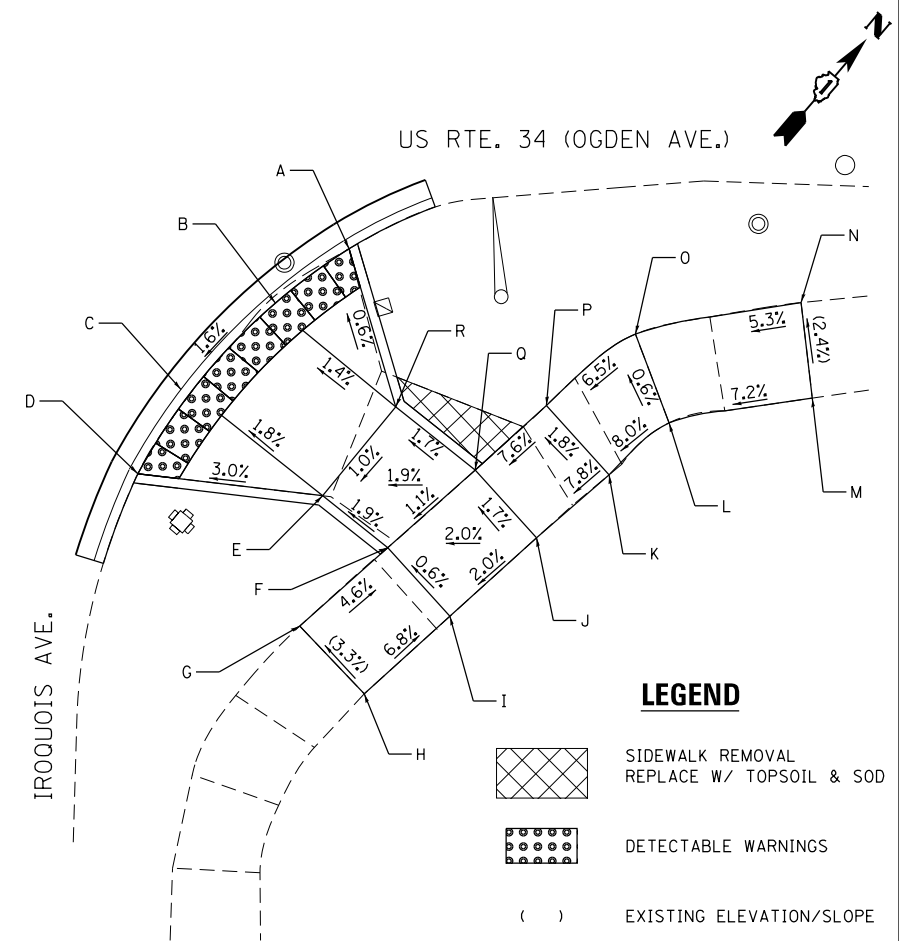 N
US RTE. 34 (OGDEN AVE.)
A
B
C
D
E
F
G
H
I
J
K
L
M
N
O
P
Q
R
1.6%
0.6%
1.4%
1.8%
3.0%
1.0%
1.9%
1.7%
1.9%
1.1%
2.0%
2.0%
0.6%
1.7%
7.6%
1.8%
7.8%
6.5%
0.6%
8.0%
5.3%
7.2%
(2.4%)
4.6%
6.8%
(3.3%)
IROQUOIS AVE.
LEGEND
SIDEWALK REMOVAL
REPLACE W/ TOPSOIL & SOD
DETECTABLE WARNINGS
( ) EXISTING ELEVATION/SLOPE